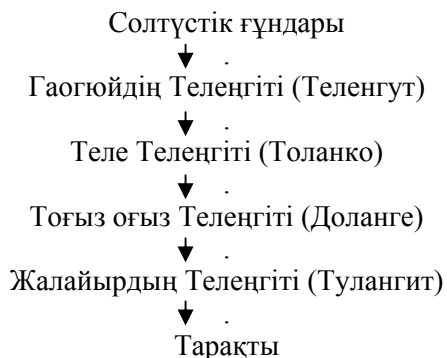 Солтүстік ғұндары
.
Гаогюйдің Телеңгіті (Теленгут)
.
Теле Телеңгіті (Толанко)
.
Тоғыз оғыз Телеңгіті (Доланге)
.
Жалайырдың Телеңгіті (Тулангит)
.
Тарақты